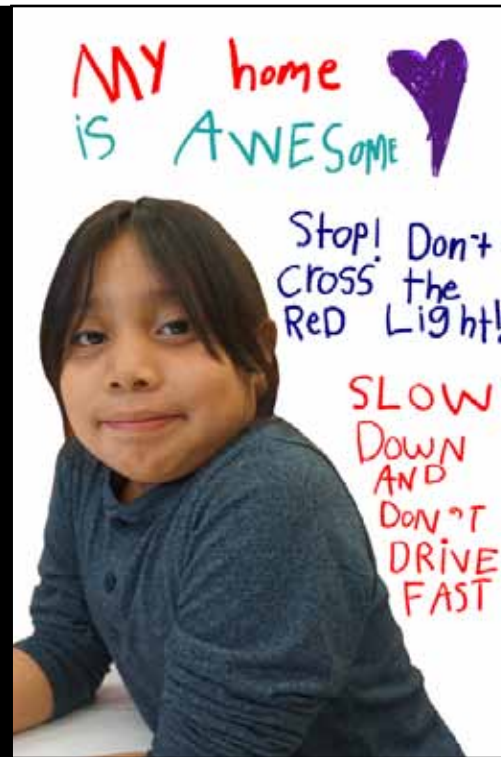 MY home
is AWESOME
Stop! Don't
Cross the
ReD Light!
SLOW
DOWN
AND
DON'T
DRiVE
FAST